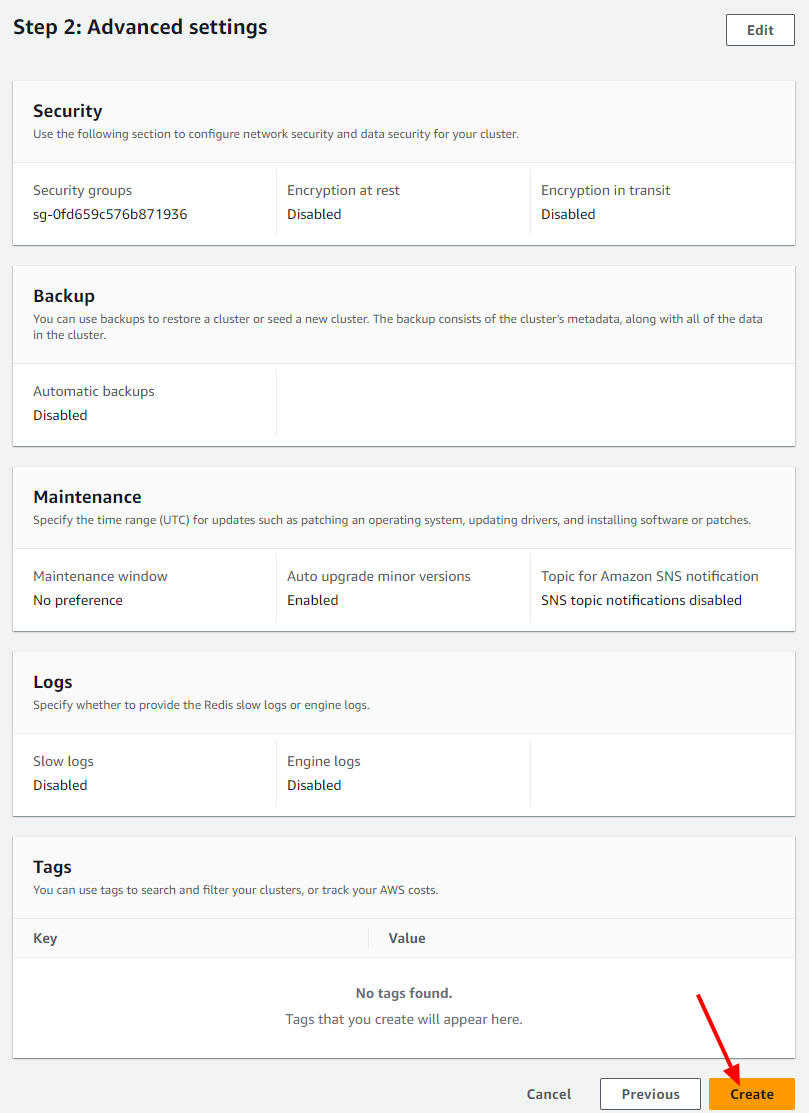 Step 2: Advanced settings
Edit
Security
Use the following section to configure network security and data security for your cluster.
Security groups
sg-0fd659c576b871936
Encryption at rest
Disabled
Encryption in transit
Disabled
Backup
You can use backups to restore a cluster or seed a new cluster. The backup consists of the cluster's metadata, along with all of the data
in the cluster.
Automatic backups
Disabled
Maintenance
Specify the time range (UTC) for updates such as patching an operating system, updating drivers, and installing software or patches.
Maintenance window
No preference
Auto upgrade minor versions
Enabled
Topic for Amazon SNS notification
SNS topic notifications disabled
Logs
Specify whether to provide the Redis slow logs or engine logs.
Slow logs
Disabled
Engine logs
Disabled
Tags
You can use tags to search and filter your clusters, or track your AWS costs.
Key
Value
No tags found.
Tags that you create will appear here.
Cancel
Previous
Create